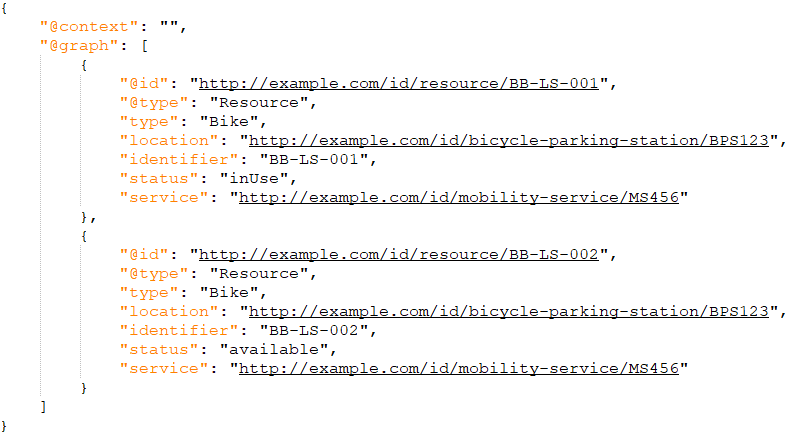 {
    "@context": "",
    "@graph": [
        {
            "@id": "http://example.com/id/resource/BB-LS-001",
            "@type": "Resource",
            "type": "Bike",
            "location": "http://example.com/id/bicycle-parking-station/BPS123",
            "identifier": "BB-LS-001",
            "status": "inUse",
            "service": "http://example.com/id/mobility-service/MS456"
        },
        {
            "@id": "http://example.com/id/resource/BB-LS-002",
            "@type": "Resource",
            "type": "Bike",
            "location": "http://example.com/id/bicycle-parking-station/BPS123",
            "identifier": "BB-LS-002",
            "status": "available",
            "service": "http://example.com/id/mobility-service/MS456"
        }
    ]
}